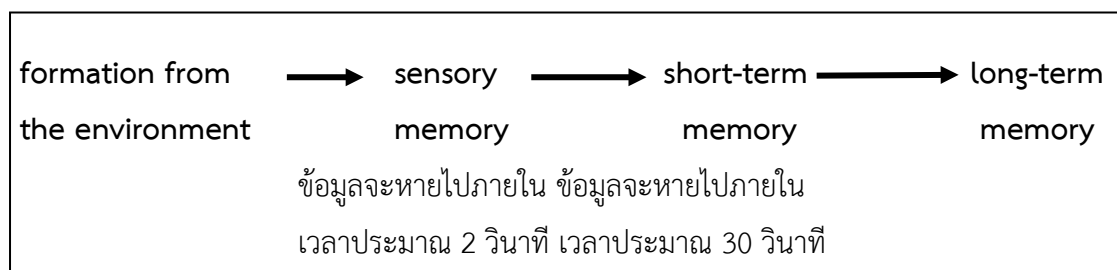 formation from sensory short-term long-term
the environment memory memory memory
ข้อมูลจะหายไปภายใน ข้อมูลจะหายไปภายใน
เวลาประมาณ 2 วินาที เวลาประมาณ 30 วินาที